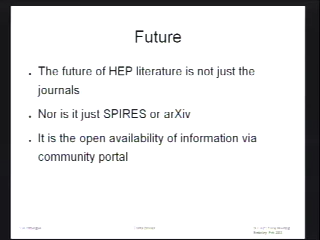 Future
• The future of HEP literature is not just the
journals
• Nor is it just SPIRES or arXiv
• It is the open availability of information via
community portal